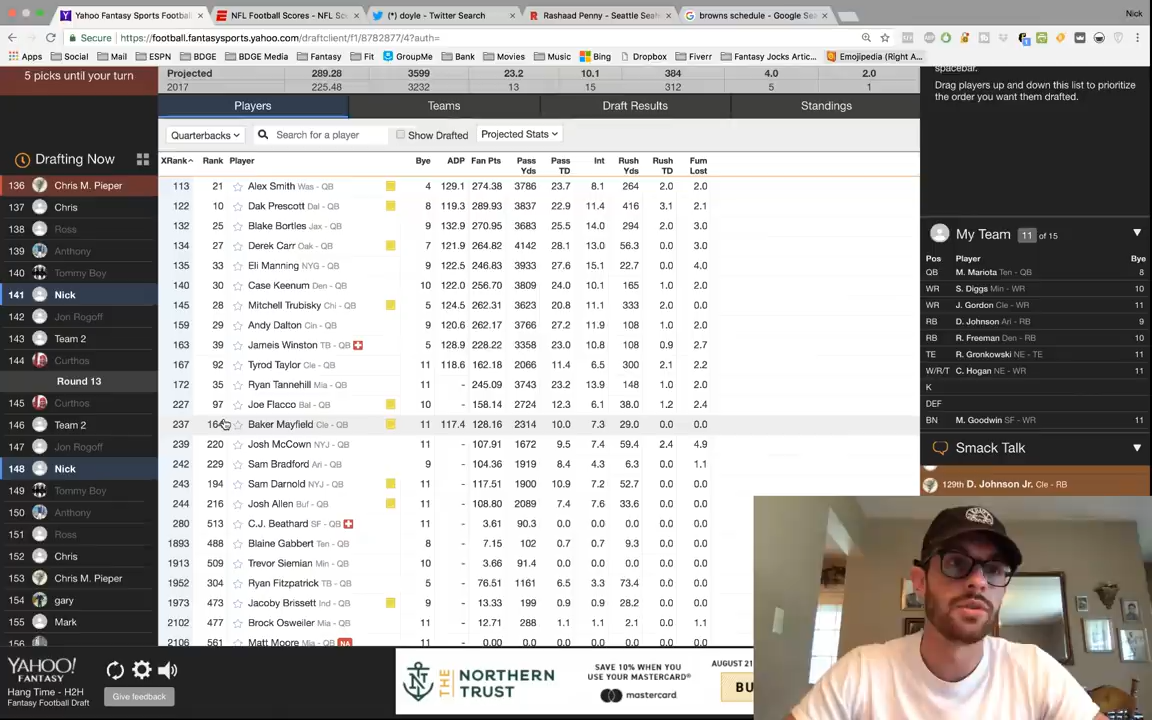 Yahoo Fantasy Sports Footbal
NFL Football Scores - NFL Sc
(*) doyle - Twitter Search
Rashaad Penny - Seattle Sea
browns schedule - Google Se
Nick
Secure
https://football.fantasysports.yahoo.com/draftclient/f1/8782877/4?auth=
Apps
Social
Mail
ESPN
BDGE
BDGE Media
Fantasy
Fit
GroupMe
Bank
Movies
Music
Bing
Dropbox
Fiverr
Fantasy Jocks Artic...
Emojipedia (Right A...
5 picks until your turn
Projected 289.28 3599 23.2 10.1 384 4.0 2.0
2017 225.48 3232 13 15 312 5 1
spacebar.
Drag players up and down this list to prioritize
the order you want them drafted.
Players
Teams
Draft Results
Standings
Quarterbacks
Search for a player
Show Drafted
Projected Stats
Drafting Now
136 Chris M. Pieper
137 Chris
138 Ross
139 Anthony
140 Tommy Boy
141 Nick
142 Jon Rogoff
143 Team 2
144 Curthos
Round 13
145 Curthos
146 Team 2
147 Jon Rogoff
148 Nick
149 Tommy Boy
150 Anthony
151 Ross
152 Chris
153 Chris M. Pieper
154 gary
155 Mark
156
XRank Rank Player Bye ADP Fan Pts Pass Yds Pass TD Int Rush Yds Rush TD Fum Lost
113 21 Alex Smith Was - QB 4 129.1 274.38 3786 23.7 8.1 264 2.0 2.0
122 10 Dak Prescott Dal - QB 8 119.3 289.93 3837 22.9 11.4 416 3.1 2.1
132 25 Blake Bortles Jax - QB 9 132.9 270.95 3683 25.5 14.0 294 2.0 3.0
134 27 Derek Carr Oak - QB 7 121.9 264.82 4142 28.1 13.0 56.3 0.0 3.0
135 33 Eli Manning NYG - QB 9 122.5 246.83 3933 27.6 15.1 22.7 0.0 4.0
140 30 Case Keenum Den - QB 10 122.0 256.70 3809 24.0 10.1 165 1.0 2.0
145 28 Mitchell Trubisky Chi - QB 5 124.5 262.31 3623 20.8 11.1 333 2.0 0.0
159 29 Andy Dalton Cin - QB 9 120.6 262.17 3766 27.2 11.9 108 1.0 2.0
163 39 Jameis Winston TB - QB 5 128.9 228.22 3358 23.0 10.8 108 0.9 2.7
167 92 Tyrod Taylor Cle - QB 11 118.6 162.18 2066 11.4 6.5 300 2.1 2.2
172 35 Ryan Tannehill Mia - QB 11 - 245.09 3743 23.2 13.9 148 1.0 2.0
227 97 Joe Flacco Bal - QB 10 - 158.14 2724 12.3 6.1 38.0 1.2 2.4
237 Baker Mayfield Cle - QB 11 117.4 128.16 2314 10.0 7.3 29.0 0.0 0.0
239 220 Josh McCown NYJ - QB 11 - 107.91 1672 9.5 7.4 59.4 2.4 4.9
242 229 Sam Bradford Ari - QB 9 - 104.36 1919 8.4 4.3 6.3 0.0 1.1
243 194 Sam Darnold NYJ - QB 11 - 117.51 1900 10.9 7.2 52.7 0.0 0.0
244 216 Josh Allen Buf - QB 11 - 108.80 2089 7.4 7.6 33.6 0.0 0.0
280 513 C.J. Beathard SF - QB 11 - 3.61 90.3 0.0 0.0 0.0 0.0 0.0
1893 488 Blaine Gabbert Ten - QB 8 - 7.15 102 0.7 0.7 9.3 0.0 0.0
1913 509 Trevor Siemian Min - QB 10 - 3.66 91.4 0.0 0.0 0.0 0.0 0.0
1952 304 Ryan Fitzpatrick TB - QB 5 - 76.51 1161 6.5 3.3 73.4 0.0 0.0
1973 473 Jacoby Brissett Ind - QB 9 - 13.33 199 0.9 0.9 28.2 0.0 0.0
2102 477 Brock Osweiler Mia - QB 11 - 12.71 288 1.1 1.1 2.1 0.0 1.1
2106 561 Matt Moore Mia - QB NA 11 - 0.00 0.00 0.0 0.0 0.0 0.0 0.0
My Team 11 of 15
Pos Player Bye
QB M. Mariota Ten - QB 8
WR S. Diggs Min - WR 10
WR J. Gordon Cle - WR 11
RB D. Johnson Ari - RB 9
RB R. Freeman Den - RB 10
TE R. Gronkowski NE - TE 11
W/R/T C. Hogan NE - WR 11
K
DEF
BN M. Goodwin SF - WR 11
Smack Talk
129th D. Johnson Jr. Cle - RB
YAHOO!
FANTASY
Hang Time - H2H
Fantasy Football Draft
Give feedback
THE NORTHERN TRUST
SAVE 10% WHEN
YOU USE YOUR
MASTERCARD®
mastercard
AUGUST 21
BU